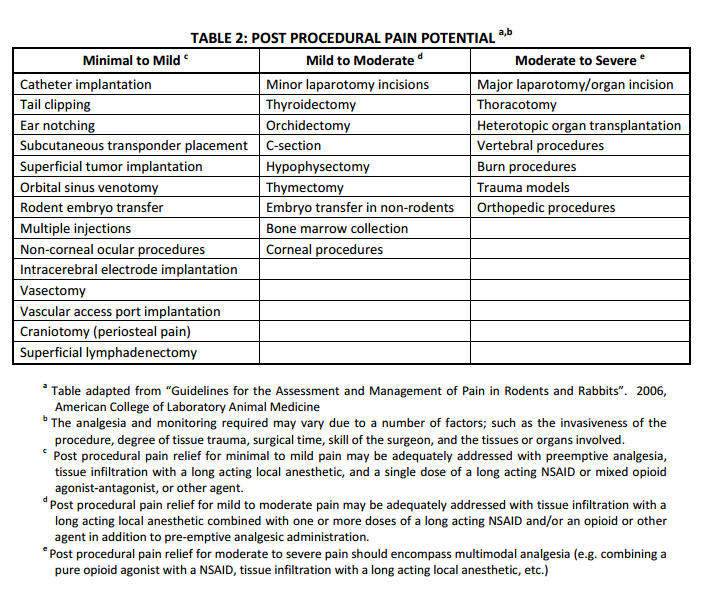 TABLE 2: POST PROCEDURAL PAIN POTENTIAL a,b
Minimal to Mild c Mild to Moderate d Moderate to Severe e
Catheter implantation Minor laparotomy incisions Major laparotomy/organ incision
Tail clipping Thyroidectomy Thoracotomy
Ear notching Orchidectomy Heterotopic organ transplantation
Subcutaneous transponder placement C-section Vertebral procedures
Superficial tumor implantation Hypophysectomy Burn procedures
Orbital sinus venotomy Thymectomy Trauma models
Rodent embryo transfer Embryo transfer in non-rodents Orthopedic procedures
Multiple injections Bone marrow collection
Non-corneal ocular procedures Corneal procedures
Intracerebral electrode implantation
Vasectomy
Vascular access port implantation
Craniotomy (periosteal pain)
Superficial lymphadenectomy
a Table adapted from “Guidelines for the Assessment and Management of Pain in Rodents and Rabbits”. 2006,
American College of Laboratory Animal Medicine
b The analgesia and monitoring required may vary due to a number of factors; such as the invasiveness of the
procedure, degree of tissue trauma, surgical time, skill of the surgeon, and the tissues or organs involved.
c Post procedural pain relief for minimal to mild pain may be adequately addressed with preemptive analgesia,
tissue infiltration with a long acting local anesthetic, and a single dose of a long acting NSAID or mixed opioid
agonist-antagonist, or other agent.
d Post procedural pain relief for mild to moderate pain may be adequately addressed with tissue infiltration with a
long acting local anesthetic combined with one or more doses of a long acting NSAID and/or an opioid or other
agent in addition to pre-emptive analgesic administration.
e Post procedural pain relief for moderate to severe pain should encompass multimodal analgesia (e.g. combining a
pure opioid agonist with a NSAID, tissue infiltration with a long acting local anesthetic, etc.)